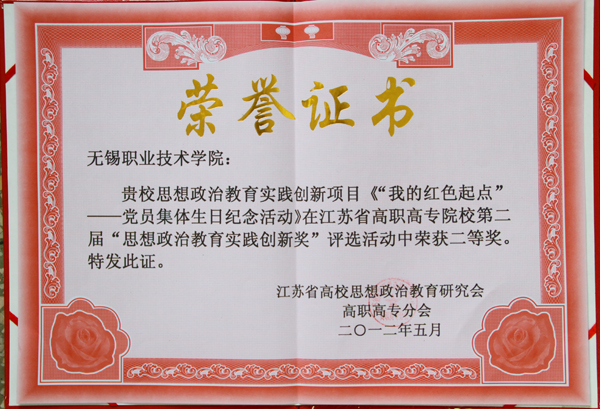 荣誉证书
无锡职业技术学院：
贵校思想政治教育实践创新项目《“我的红色起点”
——党员集体生日纪念活动》在江苏省高职高专院校第二
届“思想政治教育实践创新奖”评选活动中荣获二等奖。
特发此证。
江苏省高校思想政治教育研究会
高职高专分会
二〇一二年五月